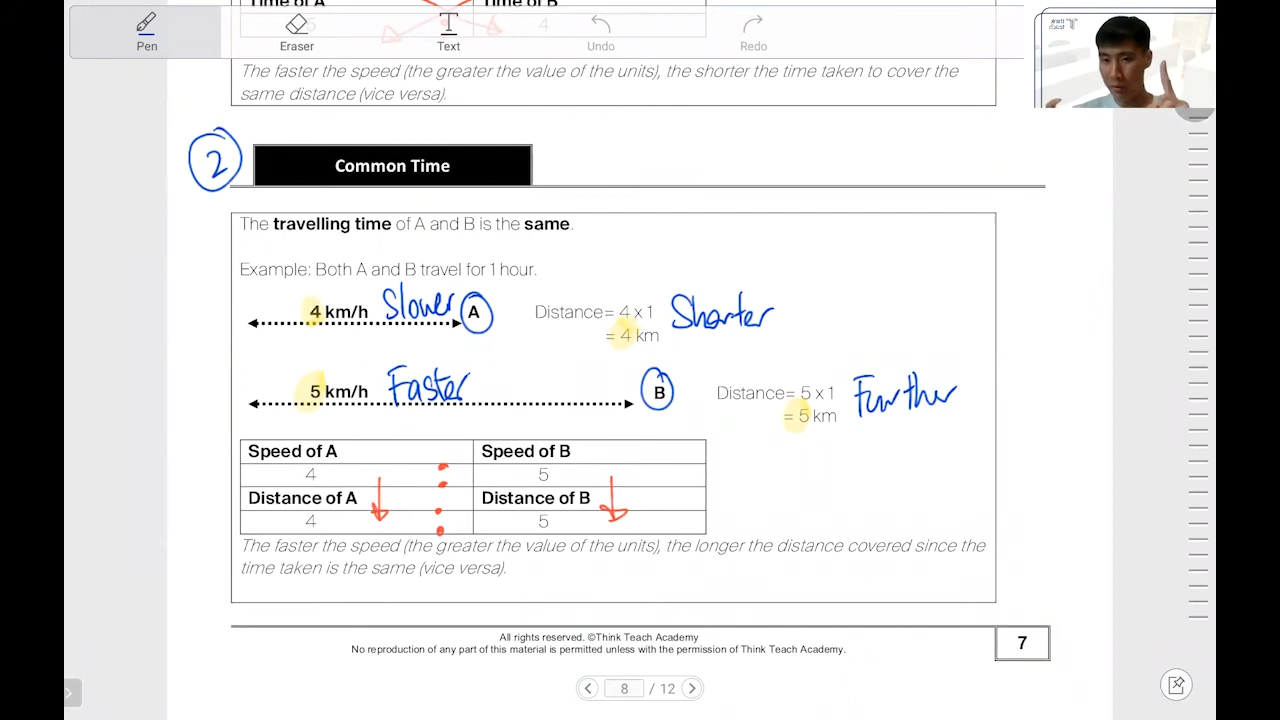 Time of A Time of B
5 4
Pen Eraser Text Undo Redo
The faster the speed (the greater the value of the units), the shorter the time taken to cover the
same distance (vice versa).
2 Common Time
The travelling time of A and B is the same.
Example: Both A and B travel for 1 hour.
4 km/h Slower A Distance= 4 x 1 Shorter
= 4 km
5 km/h Faster B Distance= 5 x 1 Further
= 5 km
Speed of A Speed of B
4 : 5
Distance of A Distance of B
4 : 5
The faster the speed (the greater the value of the units), the longer the distance covered since the
time taken is the same (vice versa).
All rights reserved. ©Think Teach Academy
No reproduction of any part of this material is permitted unless with the permission of Think Teach Academy.
7
8 / 12